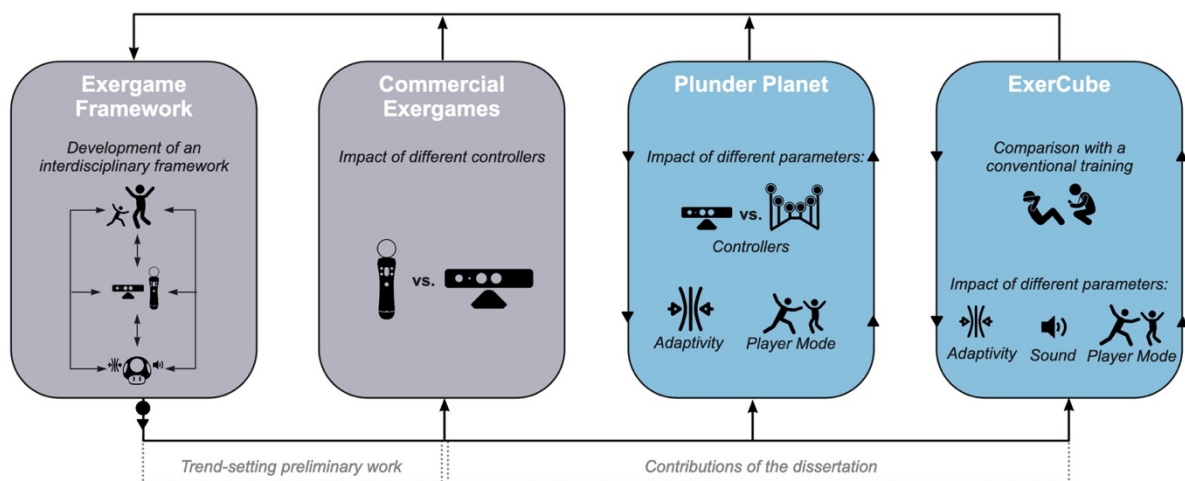 Exergame
Framework
Development of an
interdisciplinary framework
Commercial
Exergames
Impact of different controllers
vs.
Plunder Planet
Impact of different parameters:
vs.
Controllers
Adaptivity
Player Mode
ExerCube
Comparison with a
conventional training
Impact of different parameters:
Adaptivity
Sound
Player Mode
Trend-setting preliminary work
Contributions of the dissertation